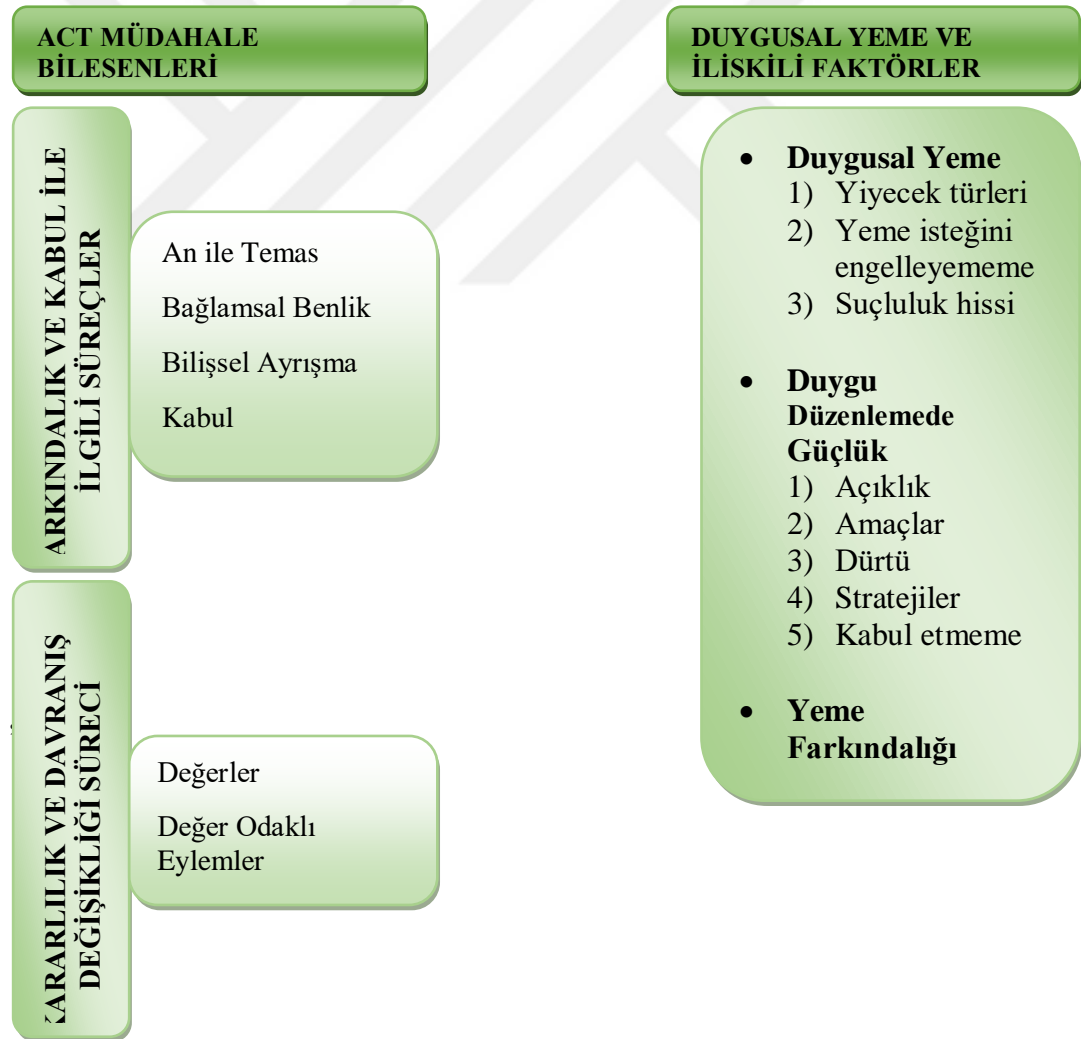 ACT MÜDAHALE
BİLESENLERİ
ARKINDALIK VE KABUL İLE
İLGİLİ SÜREÇLER
An ile Temas
Bağlamsal Benlik
Bilişsel Ayrışma
Kabul
KARARLILIK VE DAVRANIŞ
DEĞİŞİKLİĞİ SÜRECİ
Değerler
Değer Odaklı
Eylemler
DUYGUSAL YEME VE
İLİSKİLİ FAKTÖRLER
• Duygusal Yeme
1) Yiyecek türleri
2) Yeme isteğini
engelleyememe
3) Suçluluk hissi
• Duygu
Düzenlemede
Güçlük
1) Açıklık
2) Amaçlar
3) Dürtü
4) Stratejiler
5) Kabul etmeme
• Yeme
Farkındalığı